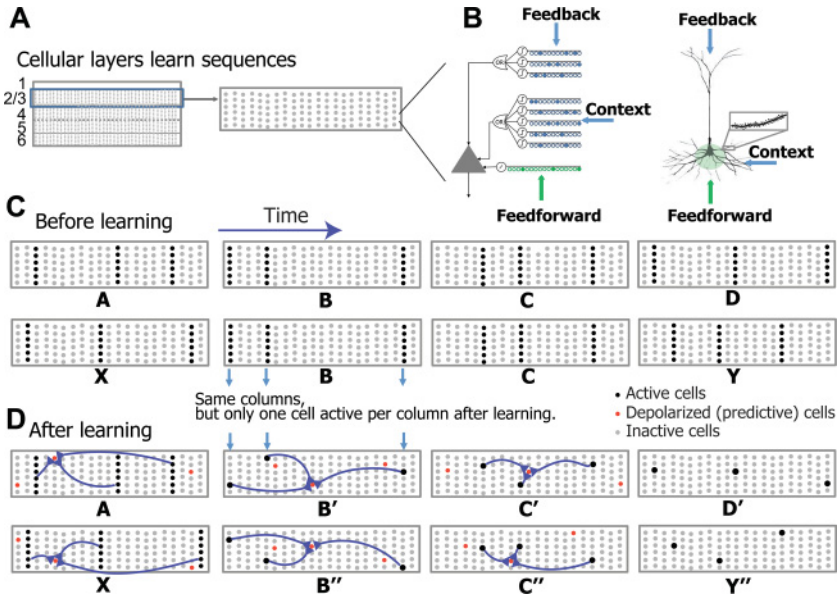 A
Cellular layers learn sequences
1
2/3
4
5
6
B
Feedback
Feedback
OR
OR
Context
Context
Feedforward
Feedforward
C
Before learning
Time
A
B
C
D
X
B
C
Y
Same columns,
but only one cell active per column after learning.
Active cells
Depolarized (predictive) cells
Inactive cells
D
After learning
A
B'
C'
D'
X
B''
C''
Y''